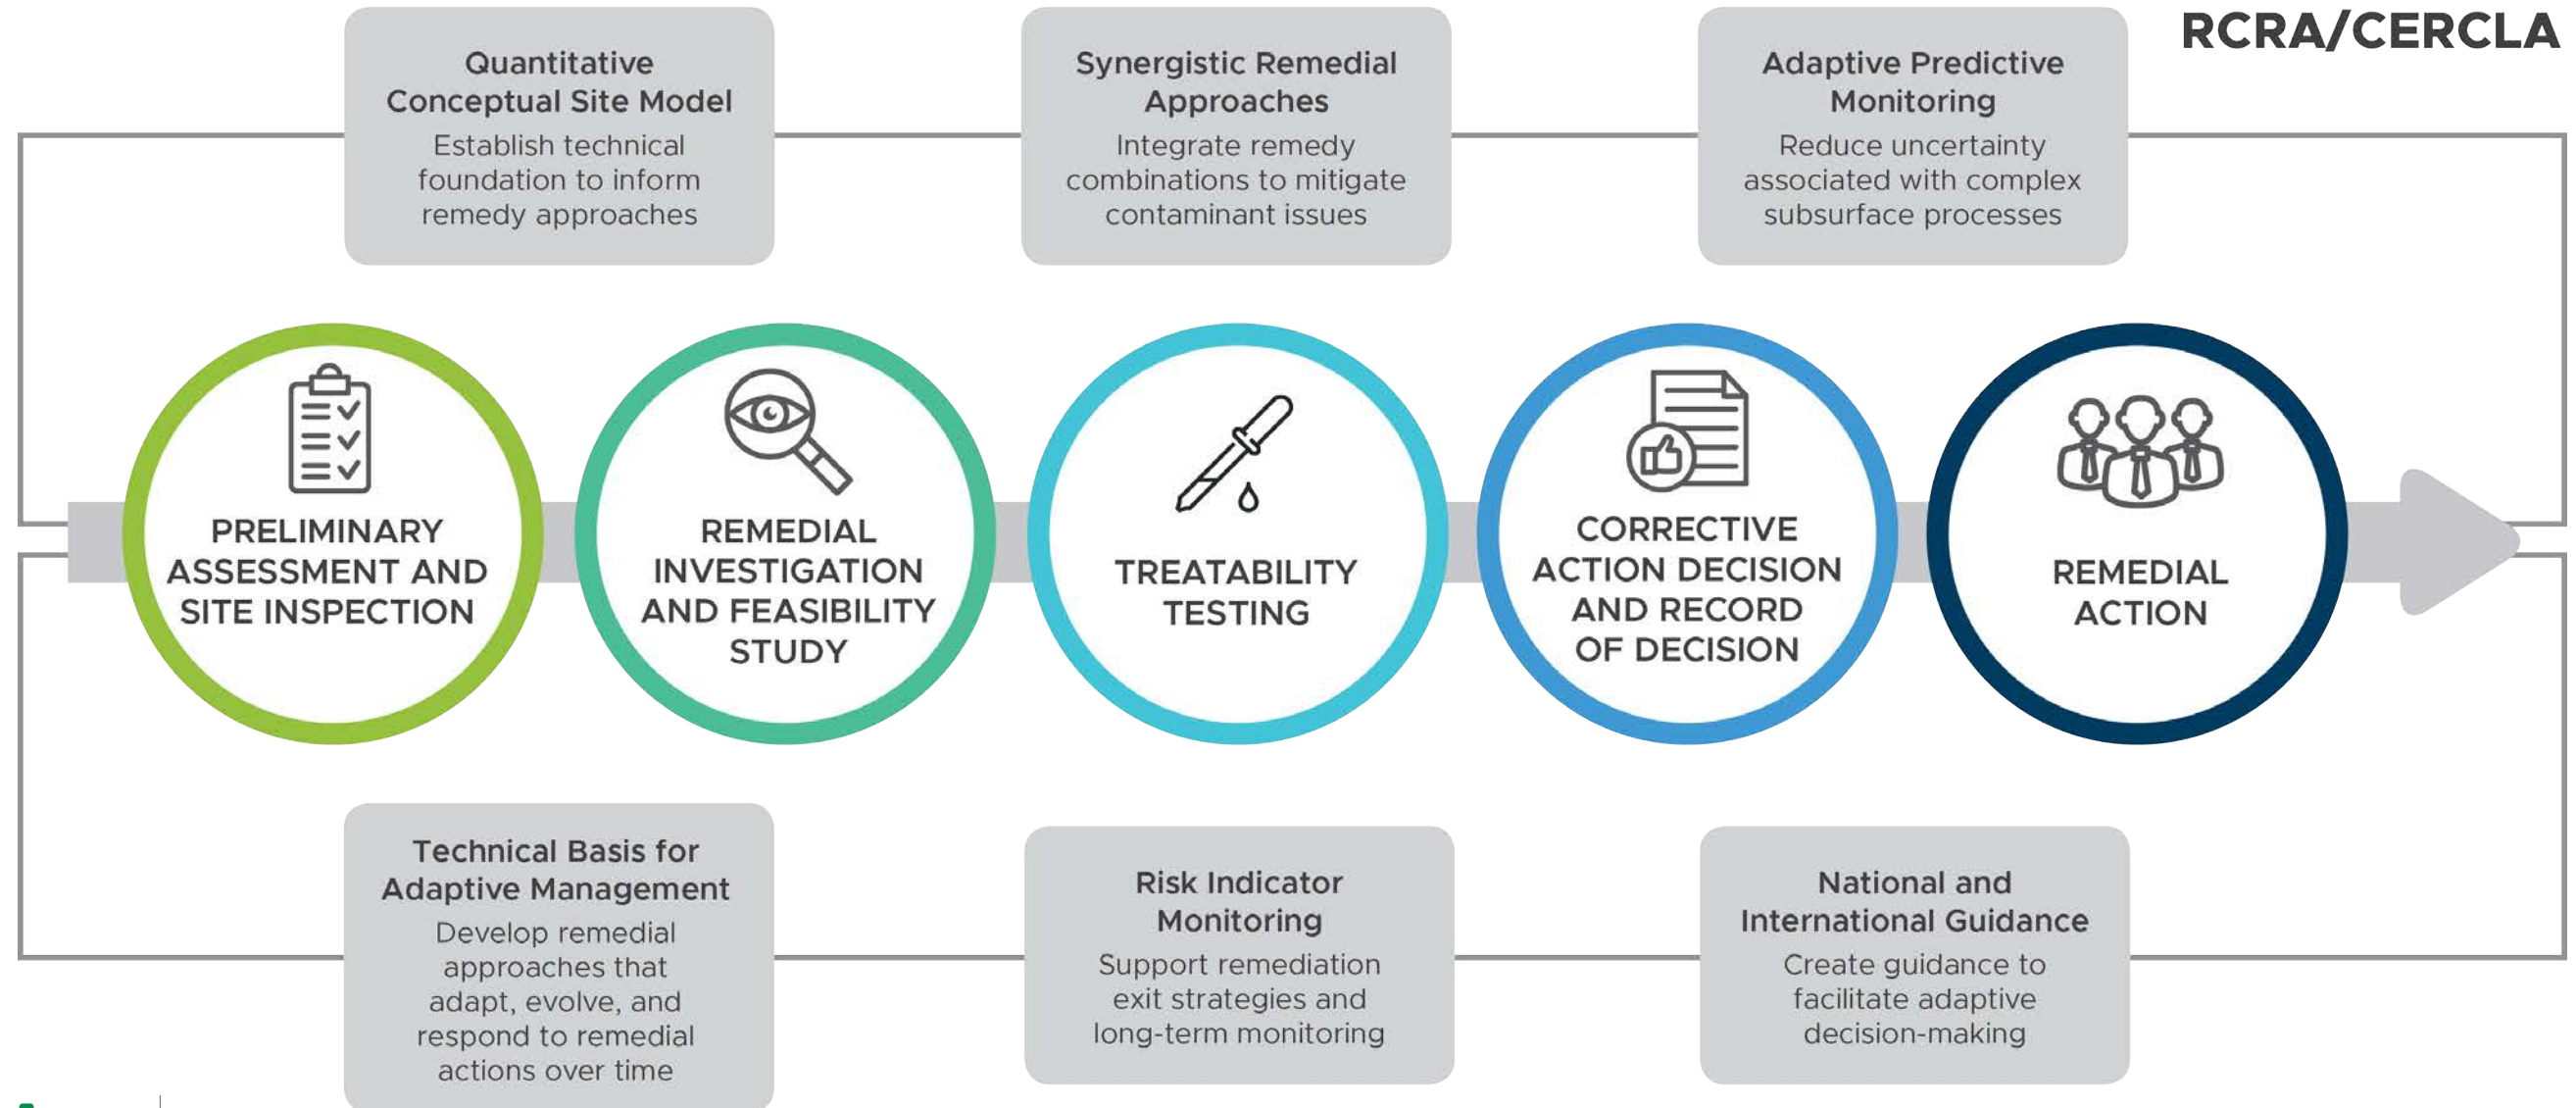 RCRA/CERCLA
Quantitative
Conceptual Site Model
Establish technical
foundation to inform
remedy approaches
Synergistic Remedial
Approaches
Integrate remedy
combinations to mitigate
contaminant issues
Adaptive Predictive
Monitoring
Reduce uncertainty
associated with complex
subsurface processes
PRELIMINARY
ASSESSMENT AND
SITE INSPECTION
REMEDIAL
INVESTIGATION
AND FEASIBILITY
STUDY
TREATABILITY
TESTING
CORRECTIVE
ACTION DECISION
AND RECORD
OF DECISION
REMEDIAL
ACTION
Technical Basis for
Adaptive Management
Develop remedial
approaches that
adapt, evolve, and
respond to remedial
actions over time
Risk Indicator
Monitoring
Support remediation
exit strategies and
long-term monitoring
National and
International Guidance
Create guidance to
facilitate adaptive
decision-making